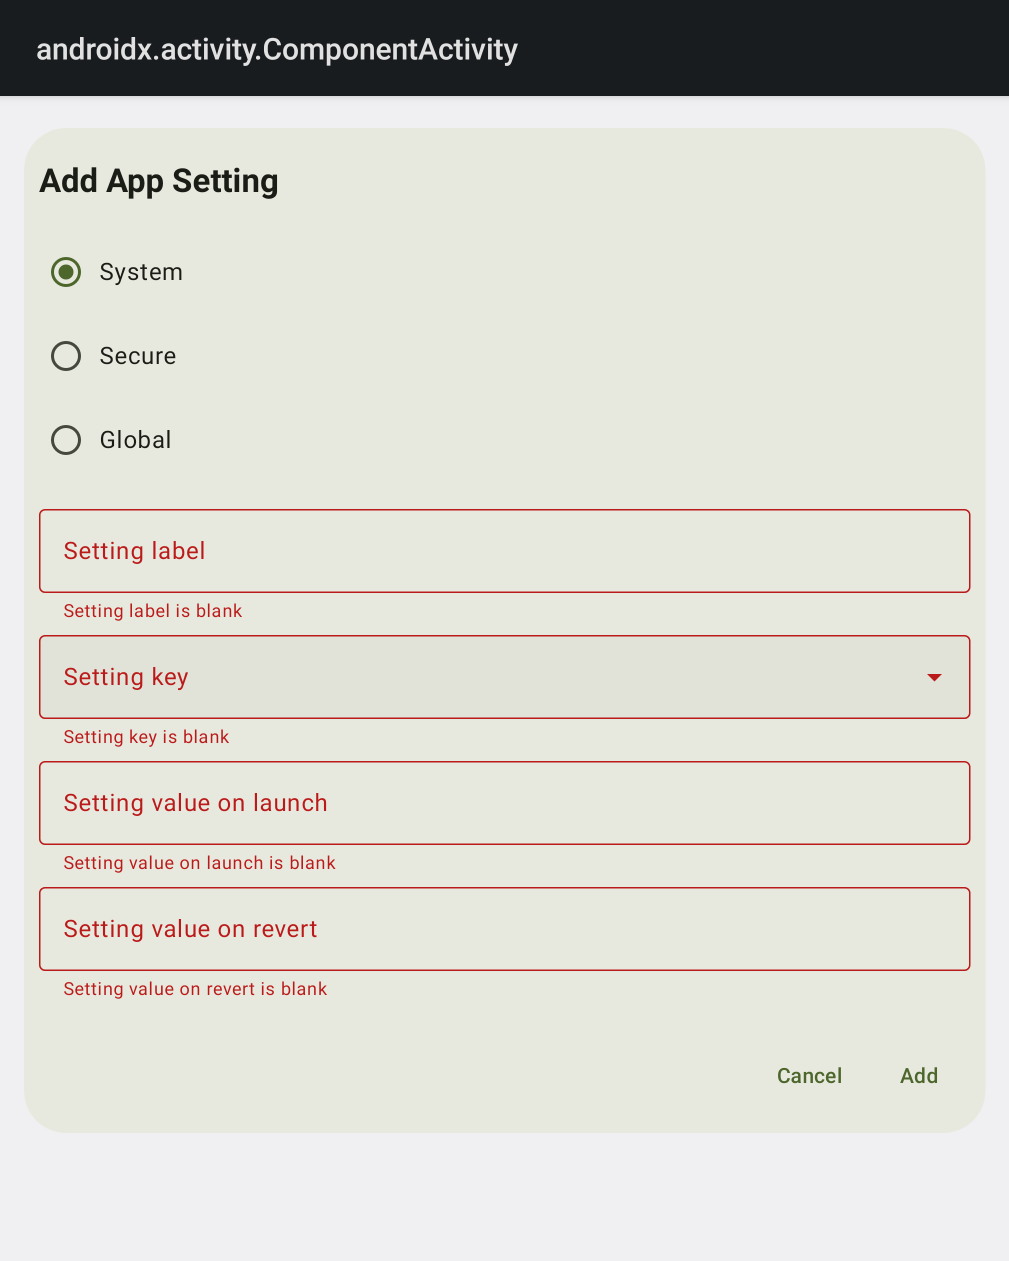 androidx.activity.ComponentActivity
Add App Setting
System
Secure
Global
Setting label
Setting label is blank
Setting key
Setting key is blank
Setting value on launch
Setting value on launch is blank
Setting value on revert
Setting value on revert is blank
Cancel Add